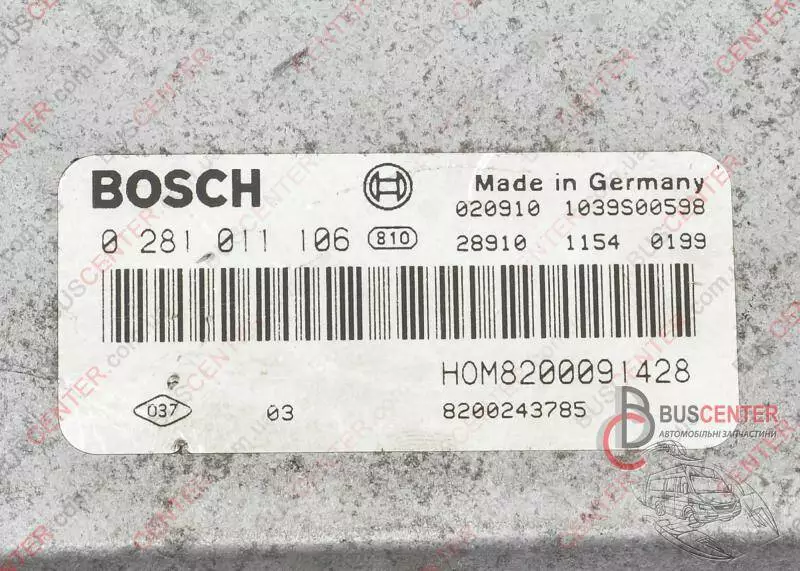 BOSCH
Made in Germany
020910 1039S00598
0 281 011 106 810
28910 1154 0199
HOM8200091428
037 03 8200243785
BUSCENTER
АВТОМОБІЛЬНІ ЗАПЧАСТИНИ